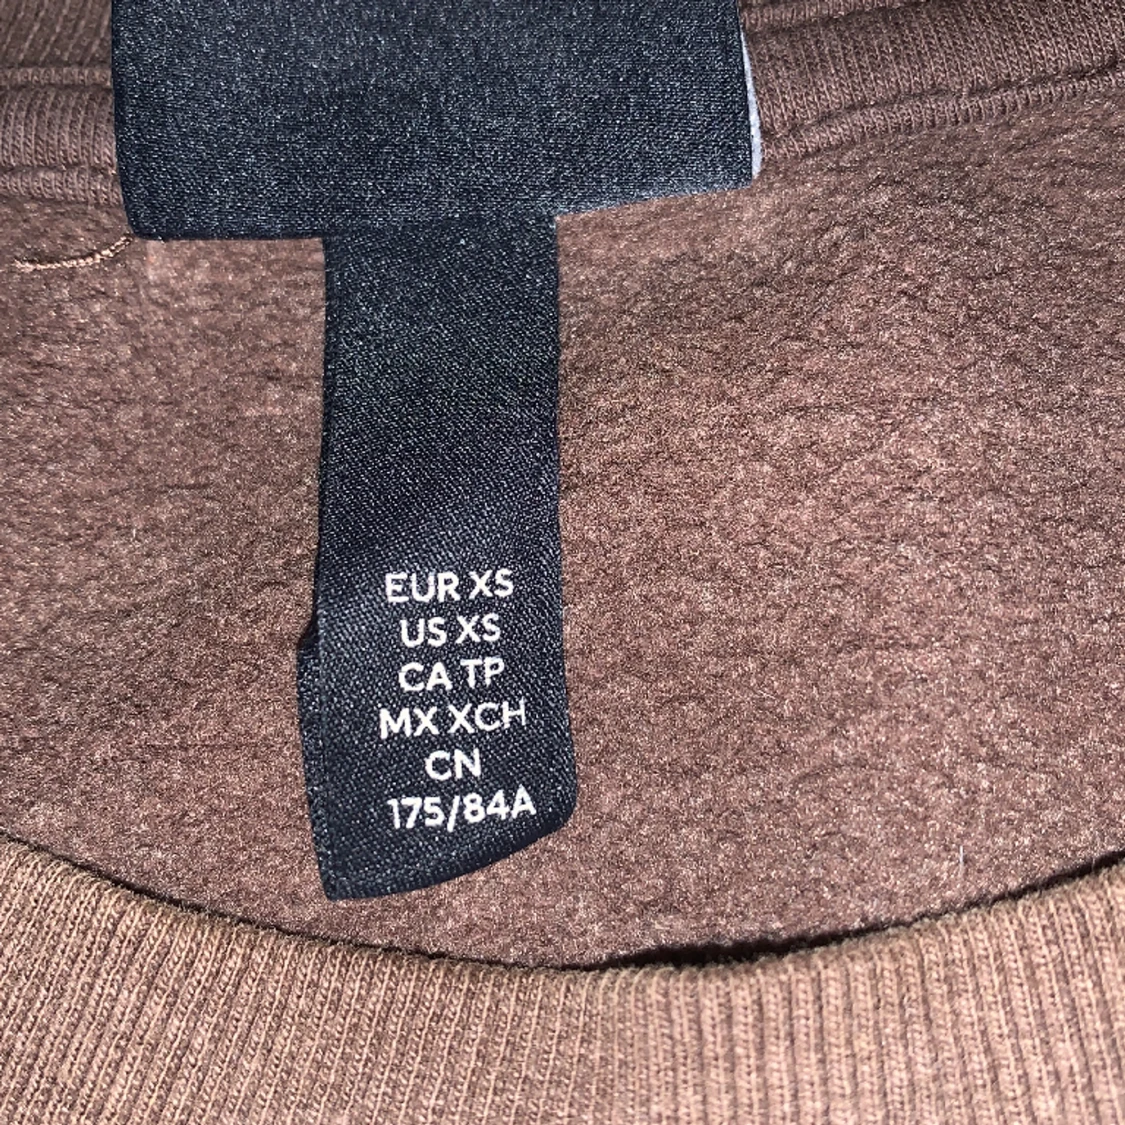 EUR XS
US XS
CA TP
MX XCH
CN
175/84A